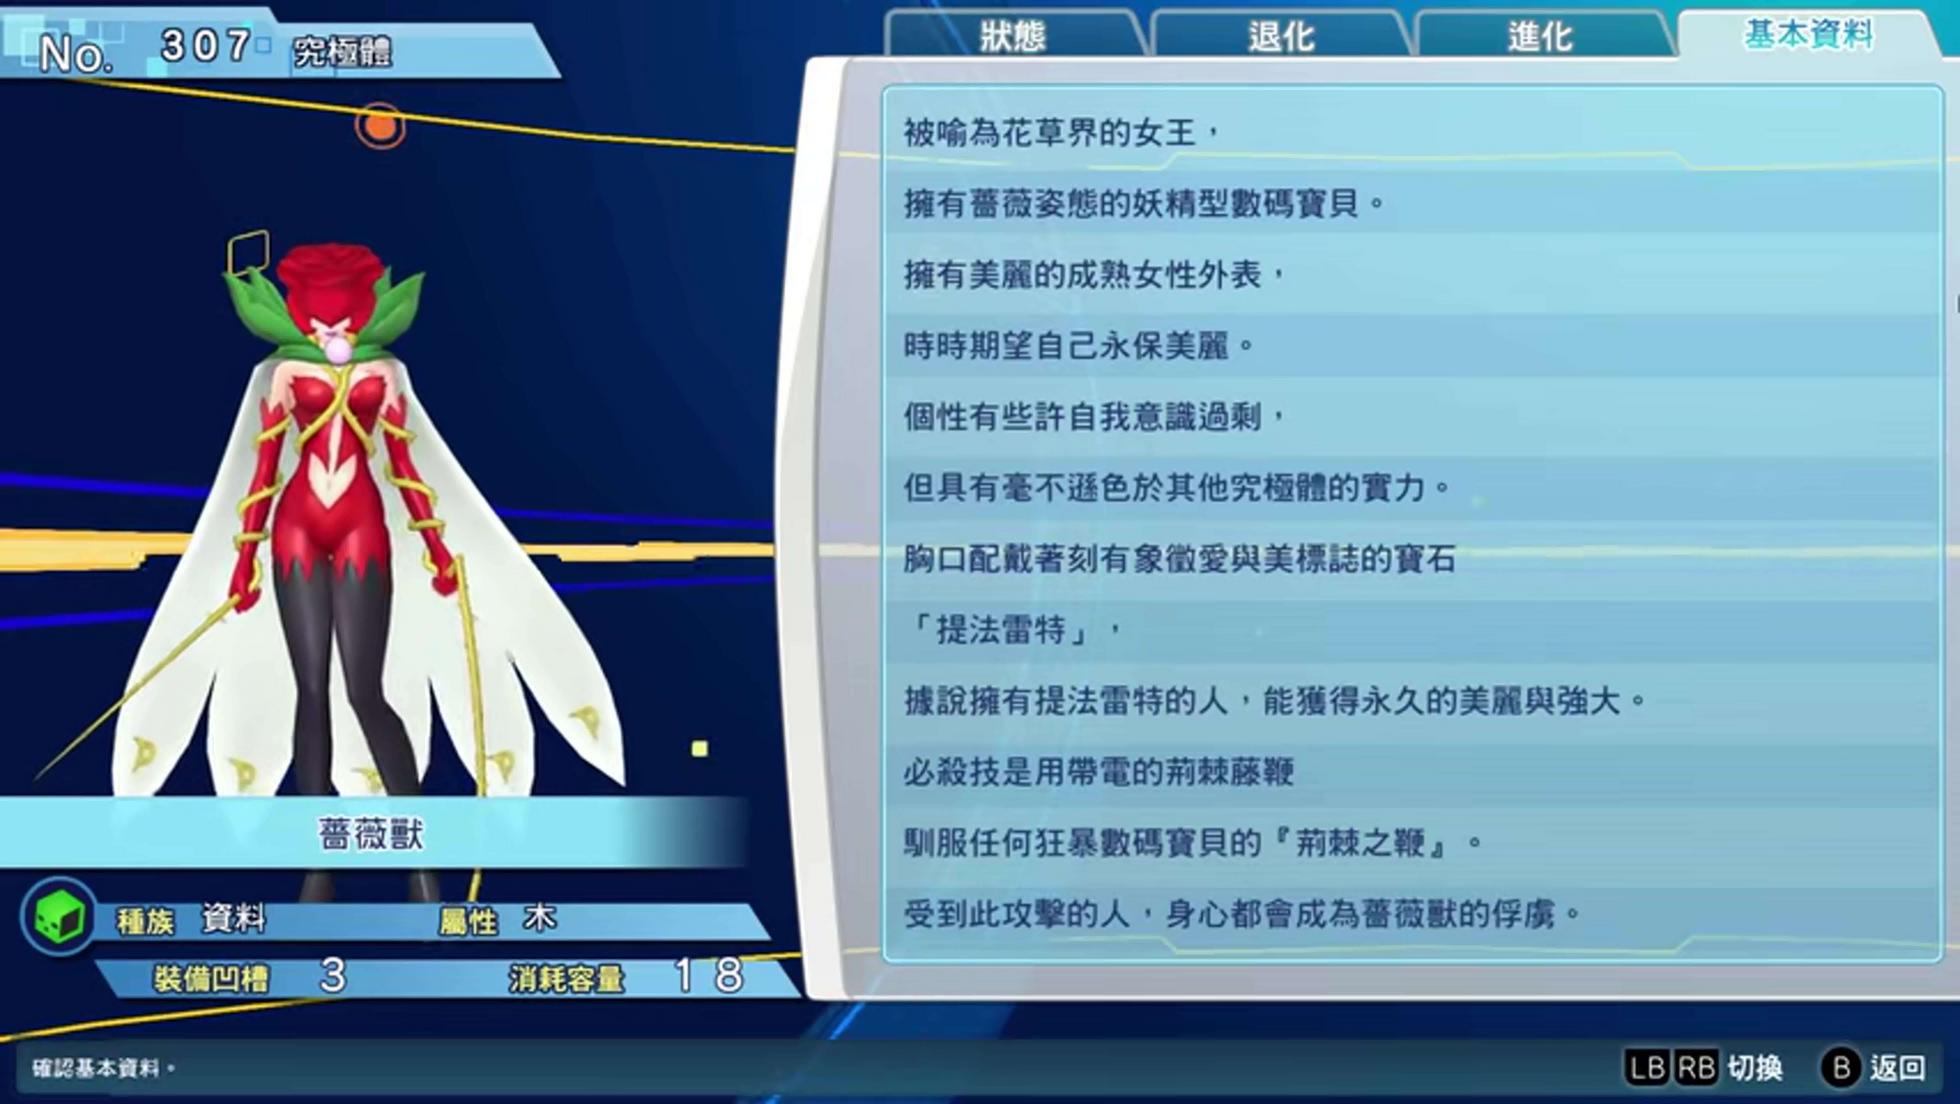 No. 307 究極體
狀態 退化 進化 基本資料
被喻為花草界的女王，
擁有薔薇姿態的妖精型數碼寶貝。
擁有美麗的成熟女性外表，
時時期望自己永保美麗。
個性有些許自我意識過剩，
但具有毫不遜色於其他究極體的實力。
胸口配戴著刻有象徵愛與美標誌的寶石
「提法雷特」，
據說擁有提法雷特的人，能獲得永久的美麗與強大。
必殺技是用帶電的荊棘藤鞭
馴服任何狂暴數碼寶貝的『荊棘之鞭』。
受到此攻擊的人，身心都會成為薔薇獸的俘虜。
薔薇獸
種族 資料 屬性 木
裝備凹槽 3 消耗容量 18
確認基本資料。
LB RB 切換 B 返回